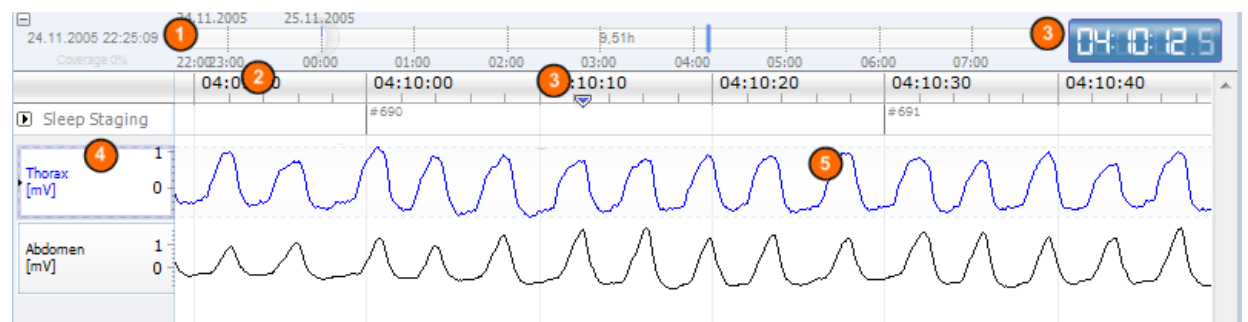 24.11.2005 25.11.2005
24.11.2005 22:25:09 1 9,51h 3 04:10:12.5
Coverage 0% 22:00 23:00 00:00 01:00 02:00 03:00 04:00 05:00 06:00 07:00
2 04:10:00 3 :10:10 04:10:20 04:10:30 04:10:40
Sleep Staging #690 #691
4 5
Thorax 1
[mV] 0
Abdomen 1
[mV] 0